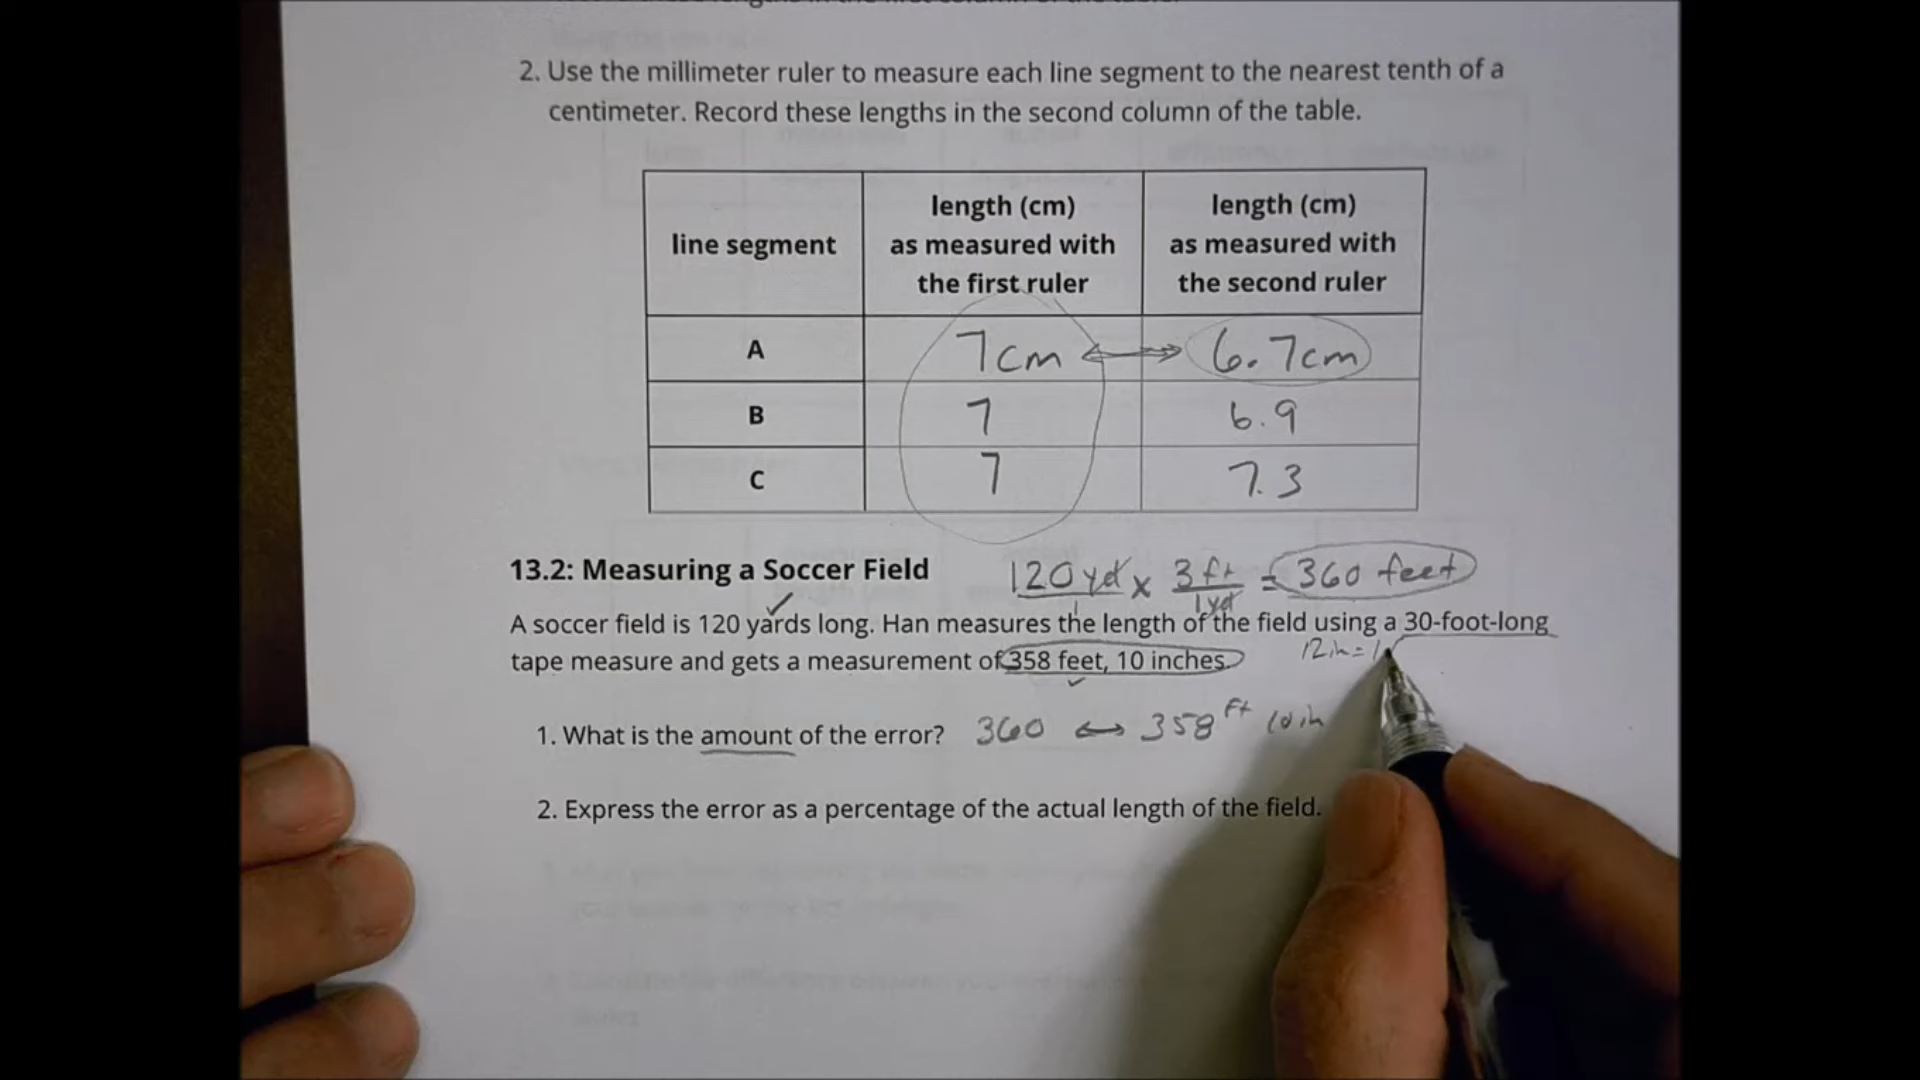 2. Use the millimeter ruler to measure each line segment to the nearest tenth of a
centimeter. Record these lengths in the second column of the table.
line segment
length (cm)
as measured with
the first ruler
length (cm)
as measured with
the second ruler
A 7cm 6.7cm
B 7 6.9
C 7 7.3
13.2: Measuring a Soccer Field
120 yd x 3 ft = 360 feet
1 1yd
A soccer field is 120 yards long. Han measures the length of the field using a 30-foot-long
tape measure and gets a measurement of 358 feet, 10 inches.
12in = 1
1. What is the amount of the error? 360 ↔ 358 ft 10in
2. Express the error as a percentage of the actual length of the field.